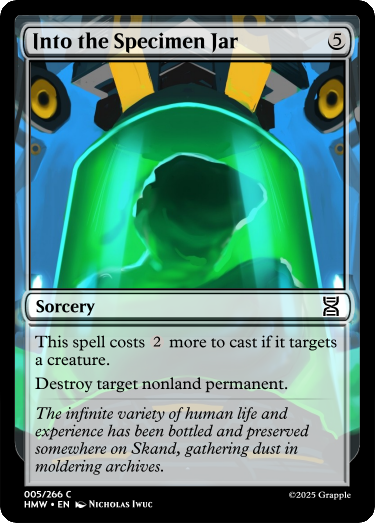 Into the Specimen Jar 5
Sorcery
This spell costs 2 more to cast if it targets
a creature.
Destroy target nonland permanent.
The infinite variety of human life and
experience has been bottled and preserved
somewhere on Skand, gathering dust in
moldering archives.
005/266 C
HMW • EN Nicholas Iwuc
©2025 Grapple